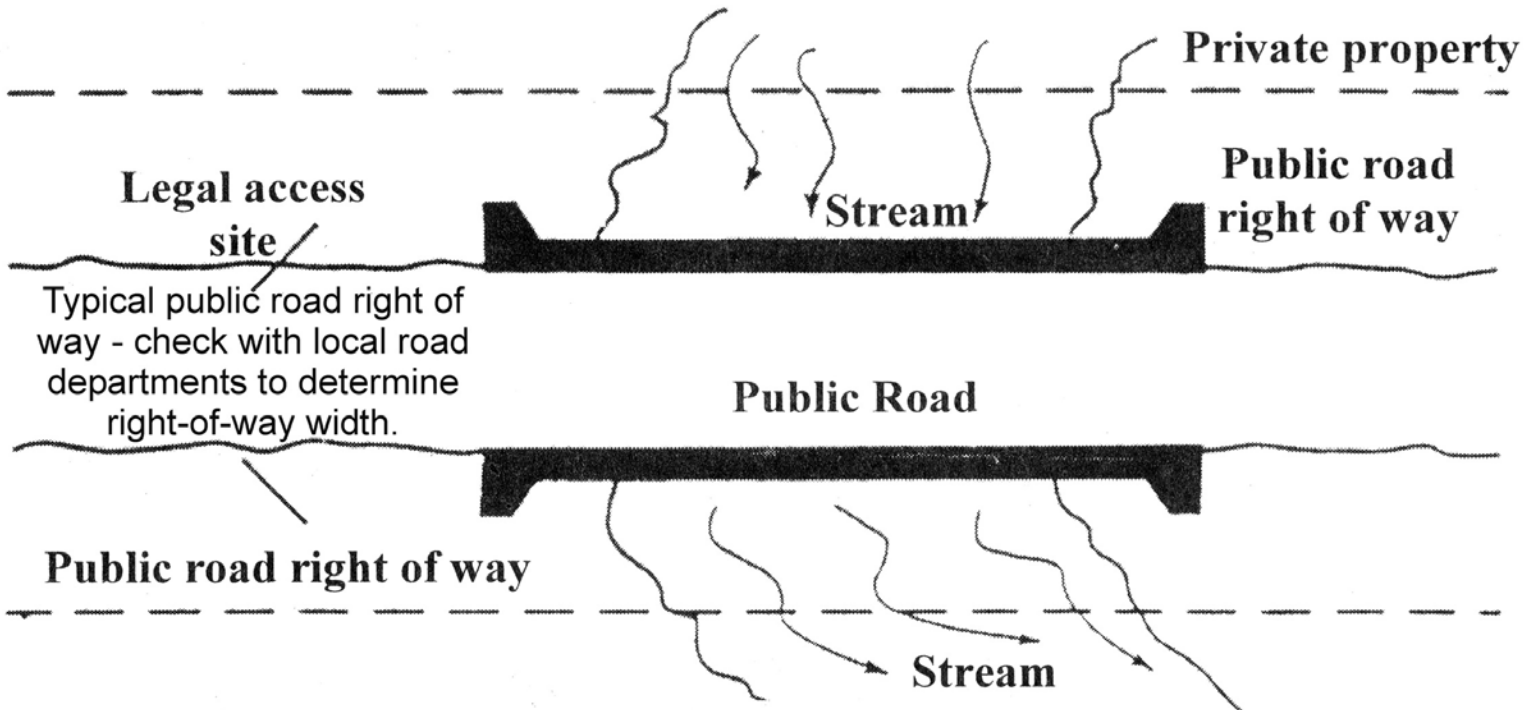 Private property
Legal access
site
Public road
right of way
Stream
Typical public road right of
way - check with local road
departments to determine
right-of-way width.
Public Road
Public road right of way
Stream